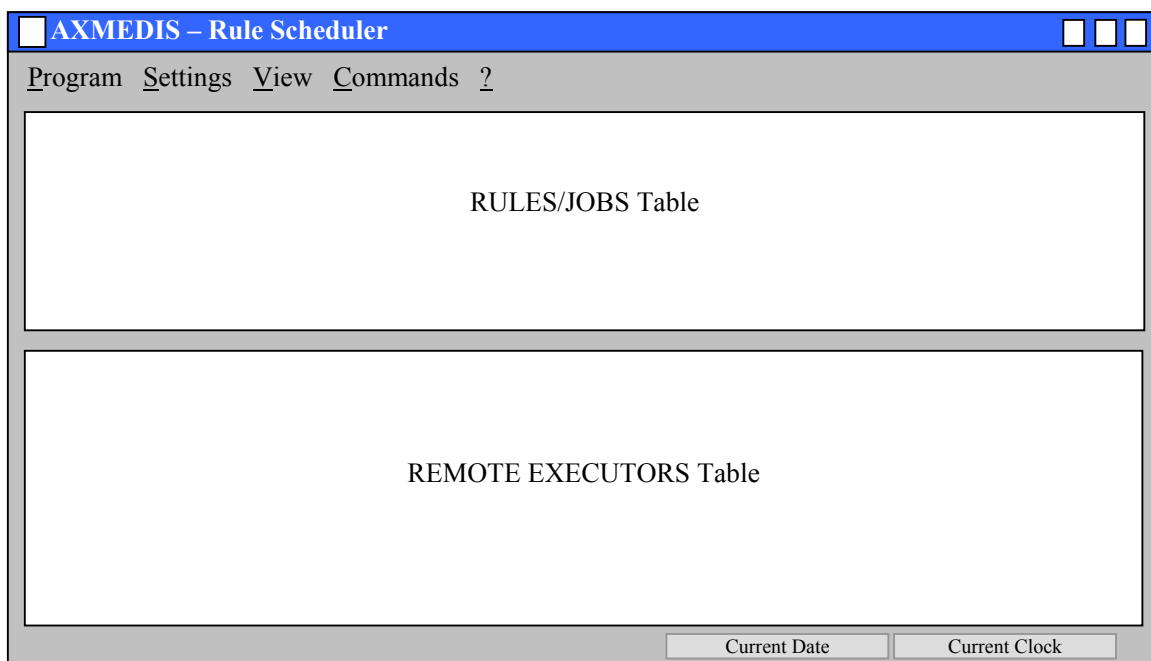 AXMEDIS – Rule Scheduler
Program Settings View Commands ?
RULES/JOBS Table
REMOTE EXECUTORS Table
Current Date Current Clock